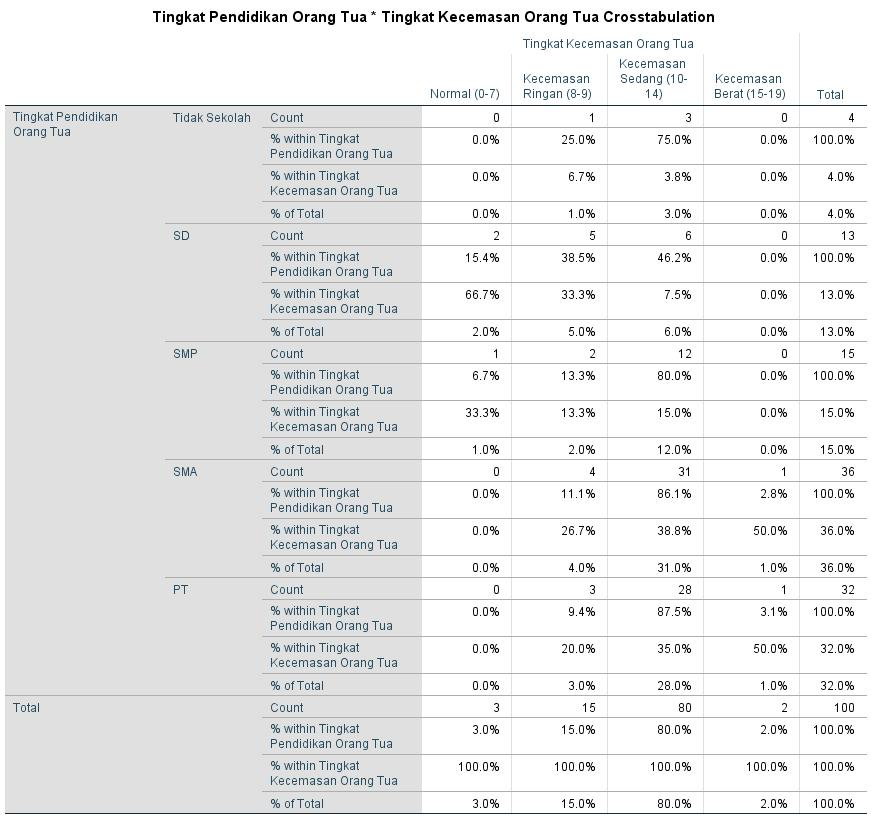 Tingkat Pendidikan Orang Tua * Tingkat Kecemasan Orang Tua Crosstabulation
Tingkat Kecemasan Orang Tua
Normal (0-7) Kecemasan Ringan (8-9) Kecemasan Sedang (10-14) Kecemasan Berat (15-19) Total
Tingkat Pendidikan Orang Tua Tidak Sekolah Count 0 1 3 0 4
% within Tingkat Pendidikan Orang Tua 0.0% 25.0% 75.0% 0.0% 100.0%
% within Tingkat Kecemasan Orang Tua 0.0% 6.7% 3.8% 0.0% 4.0%
% of Total 0.0% 1.0% 3.0% 0.0% 4.0%
SD Count 2 5 6 0 13
% within Tingkat Pendidikan Orang Tua 15.4% 38.5% 46.2% 0.0% 100.0%
% within Tingkat Kecemasan Orang Tua 66.7% 33.3% 7.5% 0.0% 13.0%
% of Total 2.0% 5.0% 6.0% 0.0% 13.0%
SMP Count 1 2 12 0 15
% within Tingkat Pendidikan Orang Tua 6.7% 13.3% 80.0% 0.0% 100.0%
% within Tingkat Kecemasan Orang Tua 33.3% 13.3% 15.0% 0.0% 15.0%
% of Total 1.0% 2.0% 12.0% 0.0% 15.0%
SMA Count 0 4 31 1 36
% within Tingkat Pendidikan Orang Tua 0.0% 11.1% 86.1% 2.8% 100.0%
% within Tingkat Kecemasan Orang Tua 0.0% 26.7% 38.8% 50.0% 36.0%
% of Total 0.0% 4.0% 31.0% 1.0% 36.0%
PT Count 0 3 28 1 32
% within Tingkat Pendidikan Orang Tua 0.0% 9.4% 87.5% 3.1% 100.0%
% within Tingkat Kecemasan Orang Tua 0.0% 20.0% 35.0% 50.0% 32.0%
% of Total 0.0% 3.0% 28.0% 1.0% 32.0%
Total Count 3 15 80 2 100
% within Tingkat Pendidikan Orang Tua 3.0% 15.0% 80.0% 2.0% 100.0%
% within Tingkat Kecemasan Orang Tua 100.0% 100.0% 100.0% 100.0% 100.0%
% of Total 3.0% 15.0% 80.0% 2.0% 100.0%